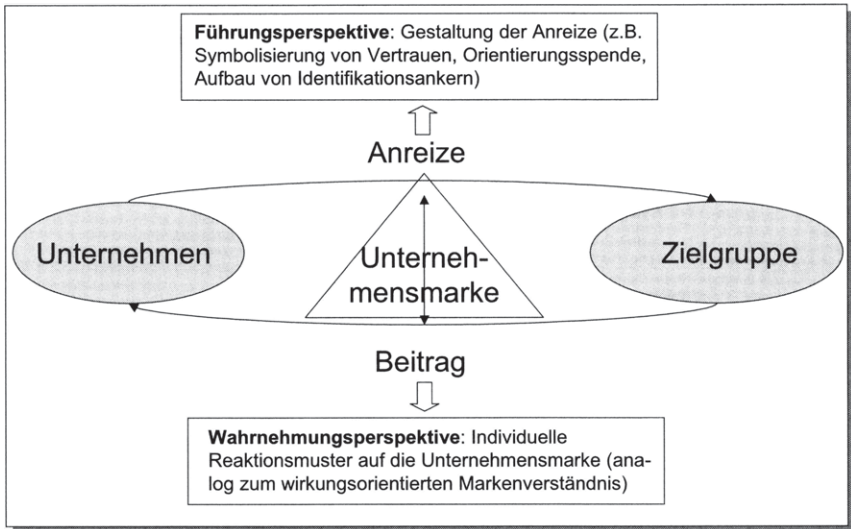 Führungsperspektive: Gestaltung der Anreize (z.B.
Symbolisierung von Vertrauen, Orientierungsspende,
Aufbau von Identifikationsankern)
Anreize
Unternehmen
Unterneh-
mensmarke
Zielgruppe
Beitrag
Wahrnehmungsperspektive: Individuelle
Reaktionsmuster auf die Unternehmensmarke (ana-
log zum wirkungsorientierten Markenverständnis)